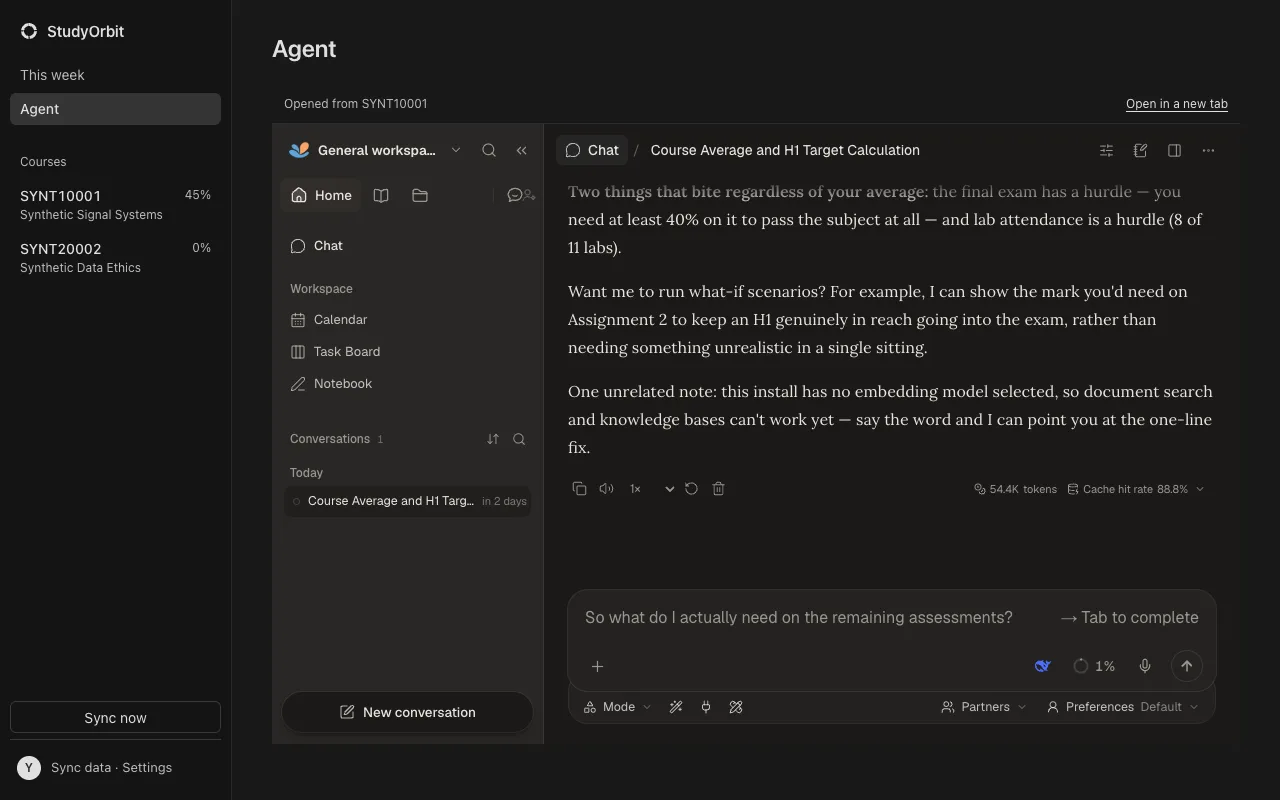 StudyOrbit
This week
Agent
Courses
SYNT10001 45%
Synthetic Signal Systems
SYNT20002 0%
Synthetic Data Ethics
Sync now
Y Sync data · Settings
Agent
Opened from SYNT10001 Open in a new tab
General workspa...
Home
Chat
Workspace
Calendar
Task Board
Notebook
Conversations 1
Today
Course Average and H1 Targ... in 2 days
New conversation
Chat / Course Average and H1 Target Calculation
Two things that bite regardless of your average: the final exam has a hurdle — you
need at least 40% on it to pass the subject at all — and lab attendance is a hurdle (8 of
11 labs).
Want me to run what-if scenarios? For example, I can show the mark you'd need on
Assignment 2 to keep an H1 genuinely in reach going into the exam, rather than
needing something unrealistic in a single sitting.
One unrelated note: this install has no embedding model selected, so document search
and knowledge bases can't work yet — say the word and I can point you at the one-line
fix.
1× 54.4K tokens Cache hit rate 88.8%
So what do I actually need on the remaining assessments? → Tab to complete
1%
Mode Partners Preferences Default